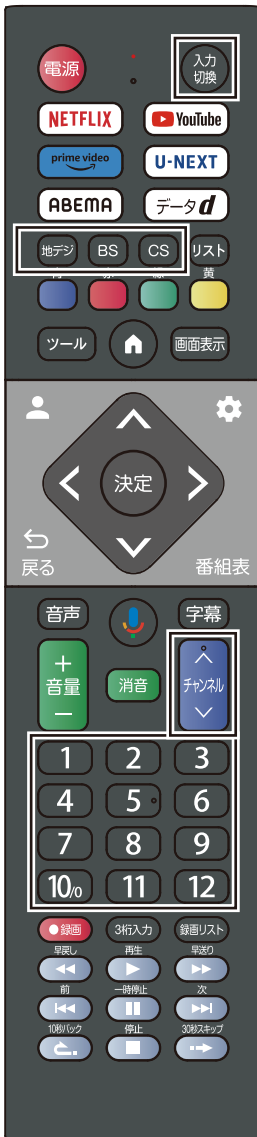 電源
入力
切換
NETFLIX
YouTube
prime video
U-NEXT
ABEMA
データd
地デジ BS CS リスト
青 赤 緑 黄
ツール
画面表示
決定
戻る
番組表
音声
字幕
+
音量
−
消音
チャンネル
1 2 3
4 5 6
7 8 9
10/0 11 12
録画 3桁入力 録画リスト
早戻し 再生 早送り
前 一時停止 次
10秒バック 停止 30秒スキップ